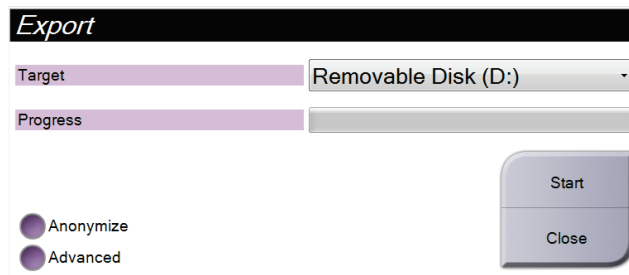 Export
Target
Removable Disk (D:)
Progress
Start
Anonymize
Close
Advanced